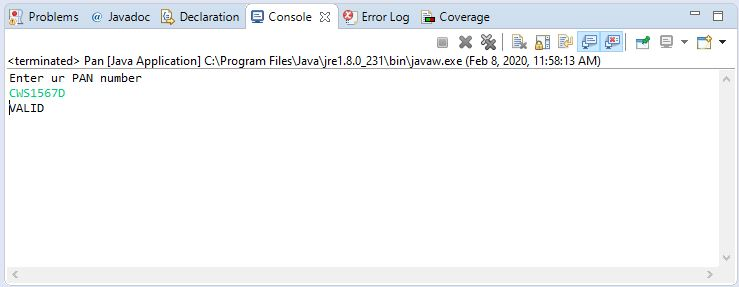 Problems @ Javadoc Declaration Console Error Log Coverage
<terminated> Pan [Java Application] C:\Program Files\Java\jre1.8.0_231\bin\javaw.exe (Feb 8, 2020, 11:58:13 AM)
Enter ur PAN number
CWS1567D
VALID